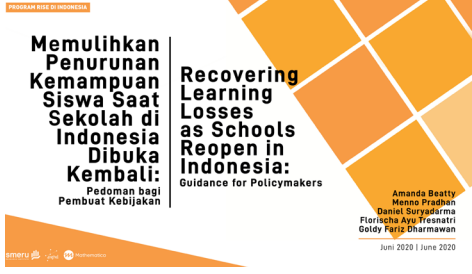 PROGRAM RISE DI INDONESIA
Memulihkan
Penurunan
Kemampuan
Siswa Saat
Sekolah di
Indonesia
Dibuka
Kembali:
Pedoman bagi
Pembuat Kebijakan
Recovering
Learning
Losses
as Schools
Reopen in
Indonesia:
Guidance for Policymakers
Amanda Beatty
Menno Pradhan
Daniel Suryadarma
Florischa Ayu Tresnatri
Goldy Fariz Dharmawan
Juni 2020 | June 2020
smeru
Mathematica